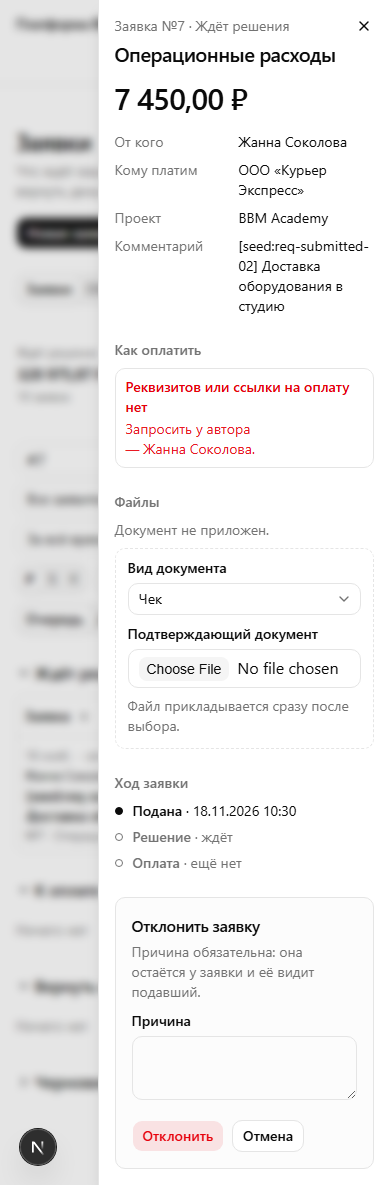 Заявка №7 · Ждёт решения
Операционные расходы
7 450,00 ₽
От кого
Жанна Соколова
Кому платим
ООО «Курьер
Экспресс»
Проект
BBM Academy
Комментарий
[seed:req-submitted-
02] Доставка
оборудования в
студию
Как оплатить
Реквизитов или ссылки на оплату
нет
Запросить у автора
— Жанна Соколова.
Файлы
Документ не приложен.
Вид документа
Чек
Подтверждающий документ
Choose File No file chosen
Файл прикладывается сразу после
выбора.
Ход заявки
Подана · 18.11.2026 10:30
Решение · ждёт
Оплата · ещё нет
Отклонить заявку
Причина обязательна: она
остаётся у заявки и её видит
подавший.
Причина
Отклонить
Отмена
N